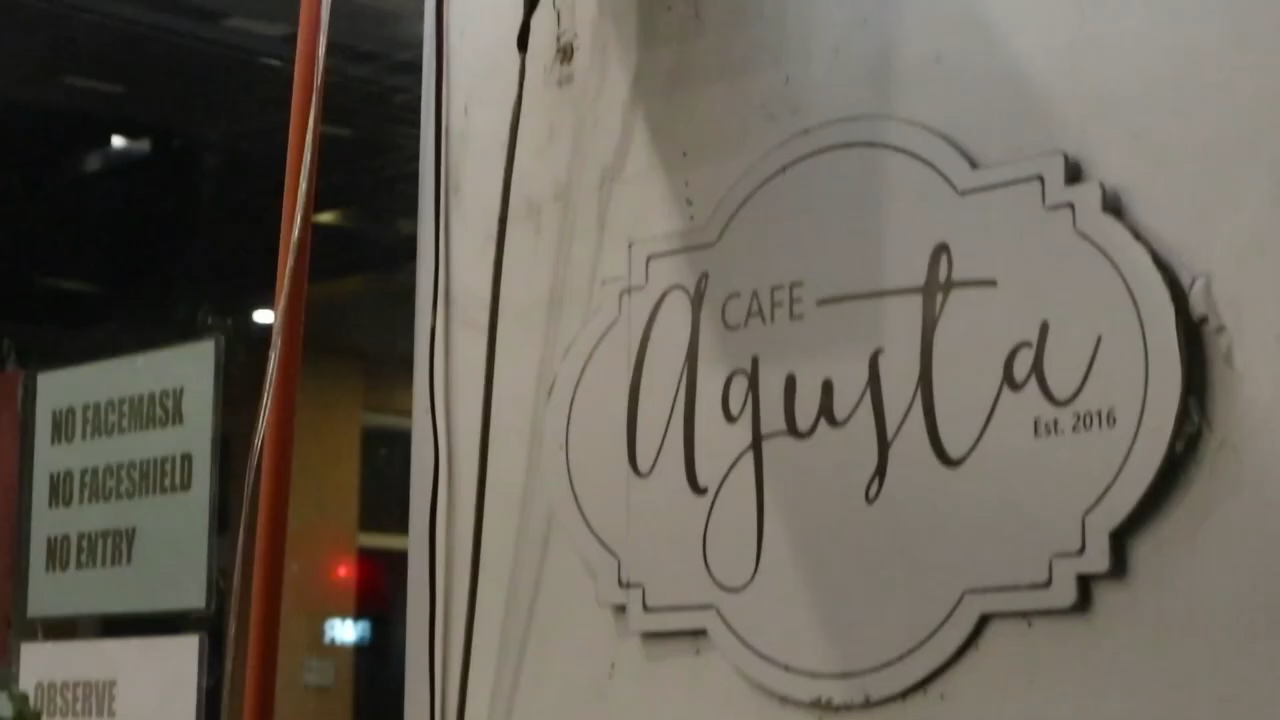 NO FACEMASK
NO FACESHIELD
NO ENTRY
OBSERVE
CAFE
Agusta
Est. 2016